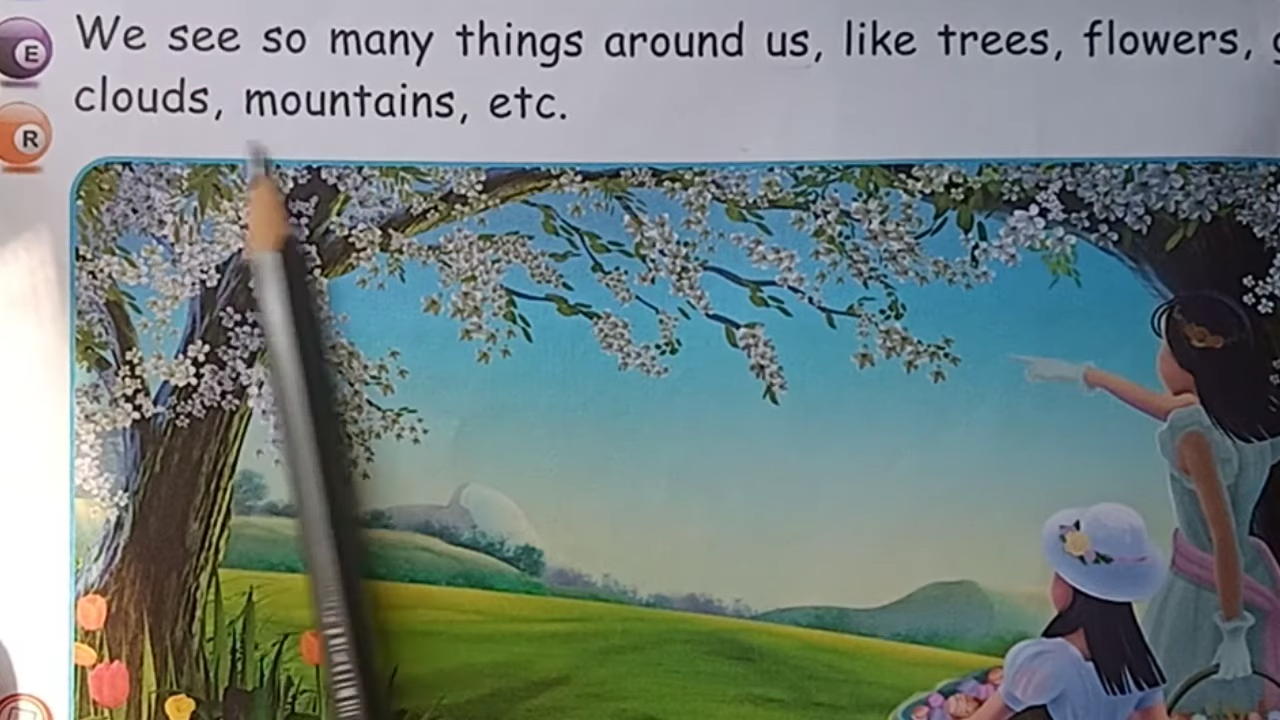 We see so many things around us, like trees, flowers,
clouds, mountains, etc.
E
R